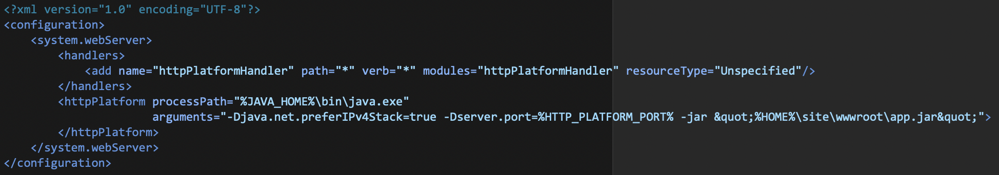 <?xml version="1.0" encoding="UTF-8"?>
<configuration>
    <system.webServer>
        <handlers>
            <add name="httpPlatformHandler" path="*" verb="*" modules="httpPlatformHandler" resourceType="Unspecified"/>
        </handlers>
        <httpPlatform processPath="%JAVA_HOME%\bin\java.exe"
                      arguments="-Djava.net.preferIPv4Stack=true -Dserver.port=%HTTP_PLATFORM_PORT% -jar &quot;%HOME%\site\wwwroot\app.jar&quot;">
        </httpPlatform>
    </system.webServer>
</configuration>